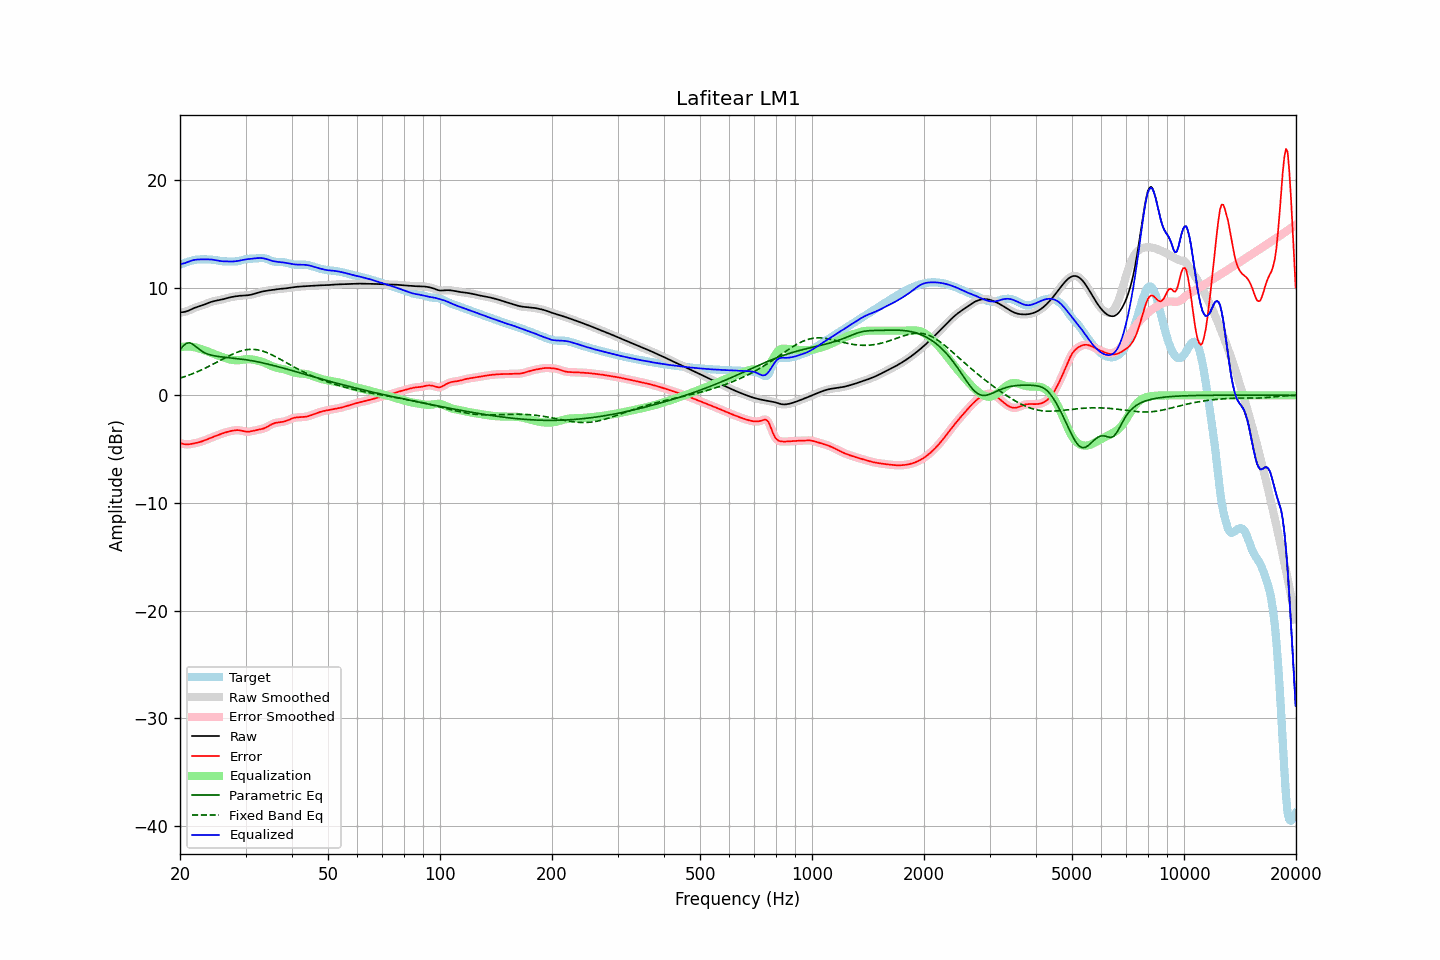 Lafitear LM1
Amplitude (dBr)
20
10
0
−10
−20
−30
−40
Target
Raw Smoothed
Error Smoothed
Raw
Error
Equalization
Parametric Eq
Fixed Band Eq
Equalized
20 50 100 200 500 1000 2000 5000 10000 20000
Frequency (Hz)